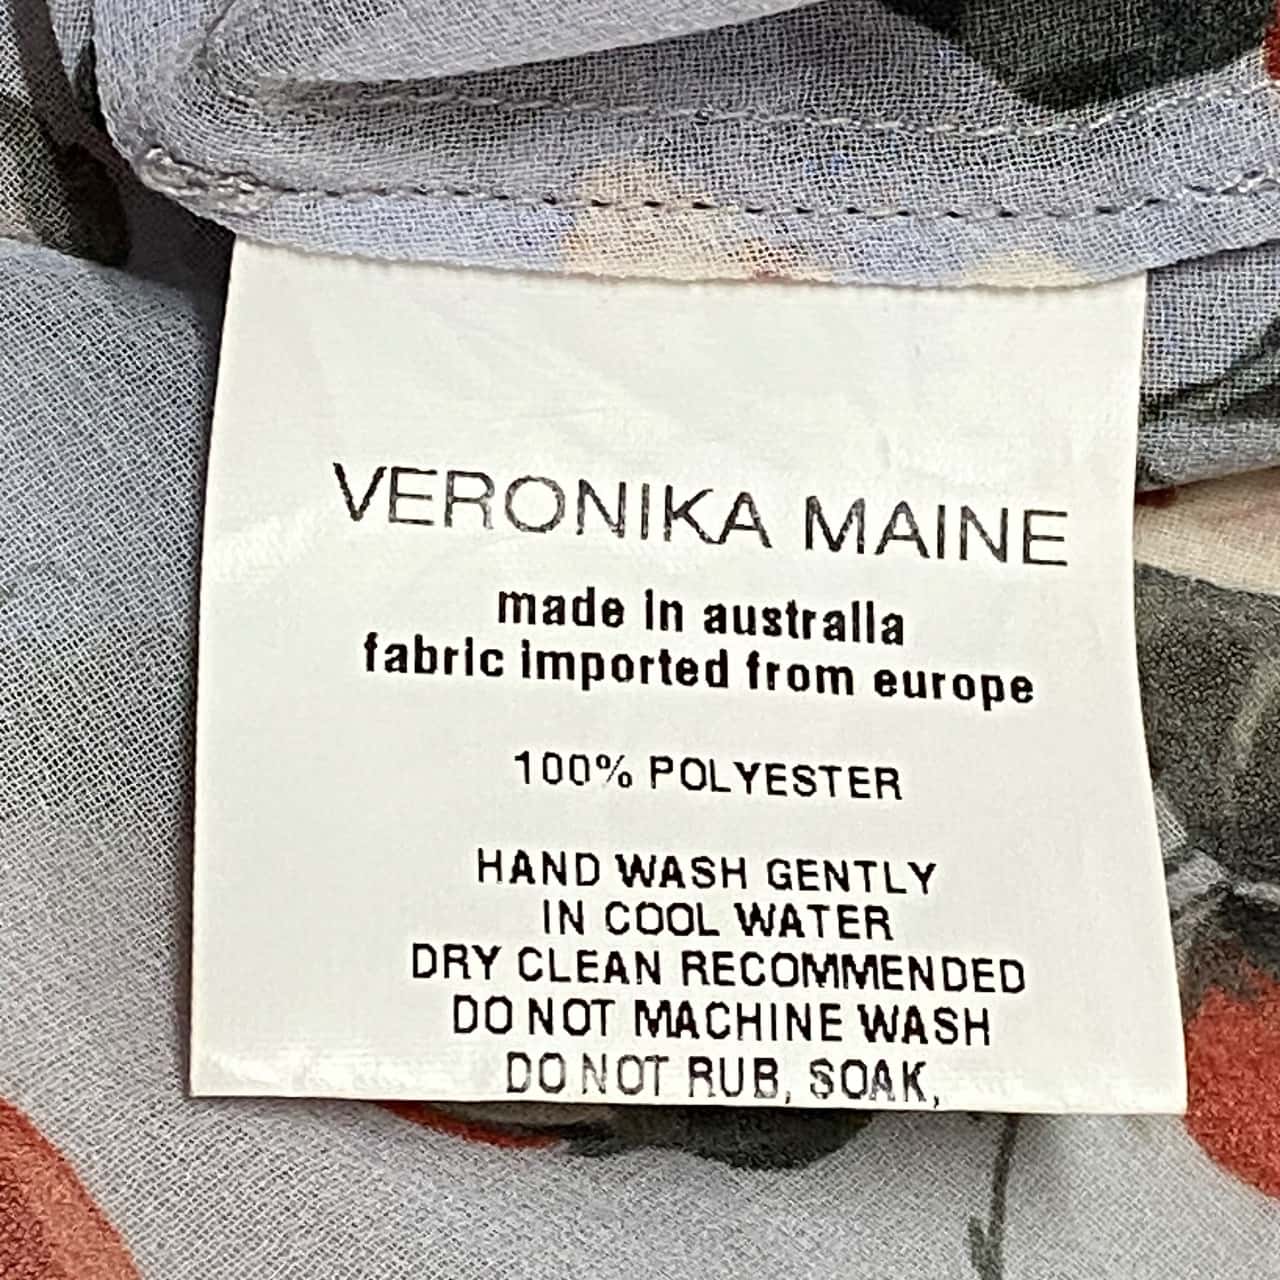 VERONIKA MAINE
made in australia
fabric imported from europe
100% POLYESTER
HAND WASH GENTLY
IN COOL WATER
DRY CLEAN RECOMMENDED
DO NOT MACHINE WASH
DO NOT RUB, SOAK,